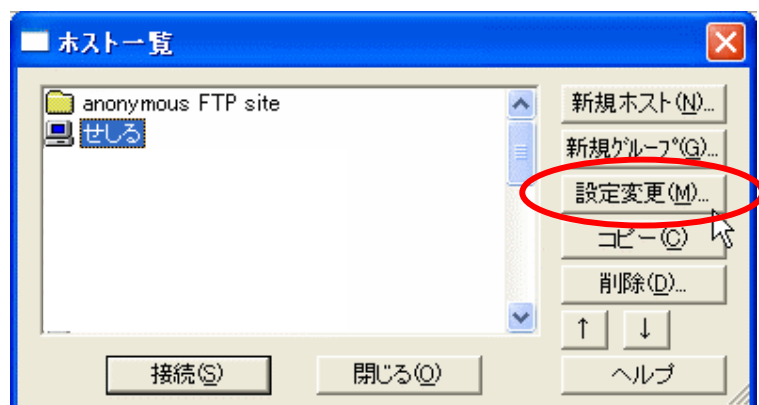 ホスト一覧
anonymous FTP site
せしる
新規ホスト(N)...
新規ｸﾞﾙｰﾌﾟ(G)...
設定変更(M)...
コピー(C)
削除(D)...
↑ ↓
接続(S)
閉じる(O)
ヘルプ